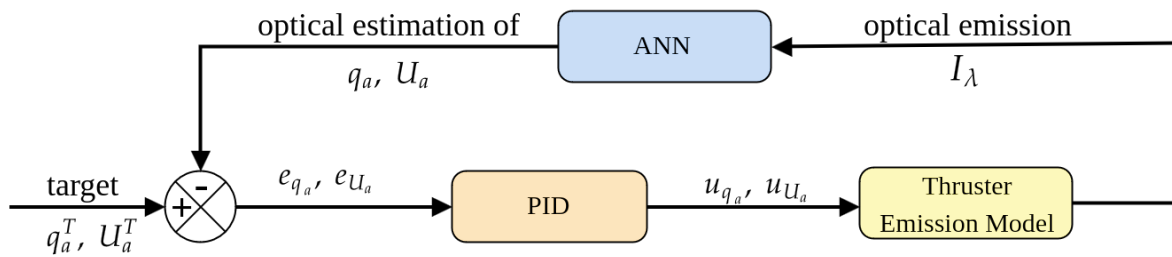 optical estimation of
q_a, U_a
ANN
optical emission
I_λ
target
q_a^T, U_a^T
-
+
e_{q_a}, e_{U_a}
PID
u_{q_a}, u_{U_a}
Thruster
Emission Model